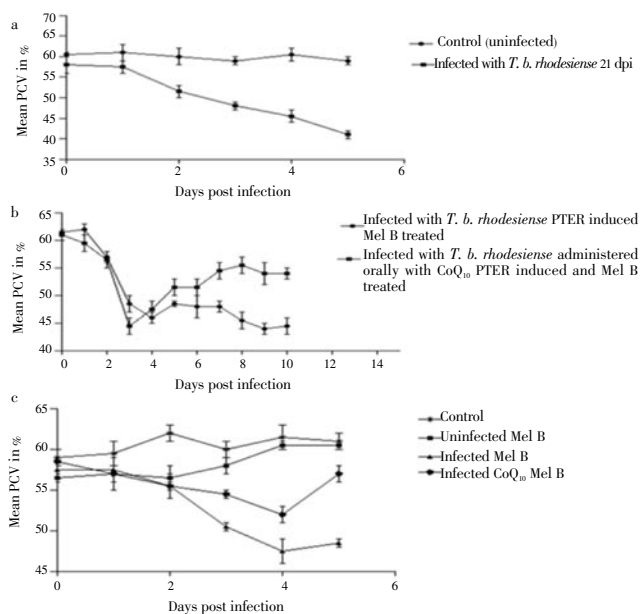 a
70
65
60
55
50
45
40
35
Mean PCV in %
0
2
4
6
Days post infection
Control (uninfected)
Infected with T. b. rhodesiense 21 dpi
b
65
60
55
50
45
40
Mean PCV in %
0
2
4
6
8
10
12
14
Days post infection
Infected with T. b. rhodesiense PTER induced
Mel B treated
Infected with T. b. rhodesiense administered
orally with CoQ10 PTER induced and Mel B
treated
c
65
60
55
50
45
Mean PCV in %
0
2
4
6
Days post infection
Control
Uninfected Mel B
Infected Mel B
Infected CoQ10 Mel B